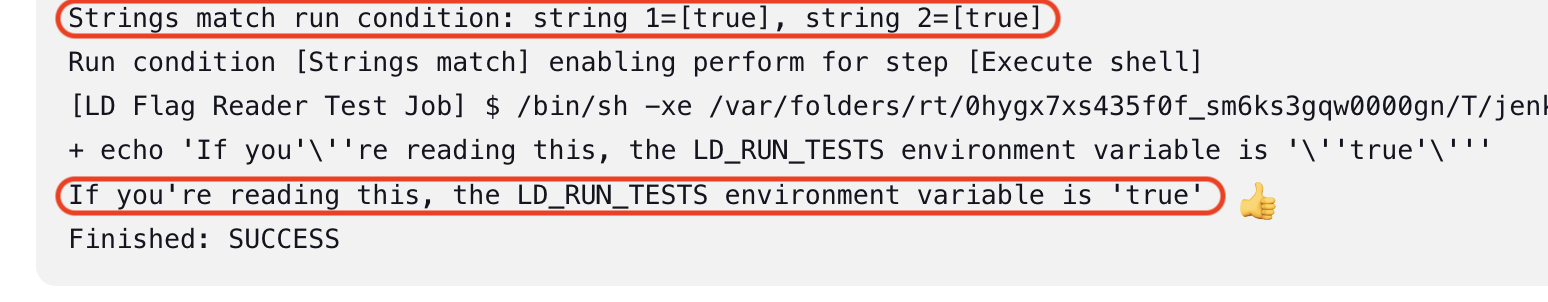 Strings match run condition: string 1=[true], string 2=[true]
Run condition [Strings match] enabling perform for step [Execute shell]
[LD Flag Reader Test Job] $ /bin/sh -xe /var/folders/rt/0hygx7xs435f0f_sm6ks3gqw0000gn/T/jenk
+ echo 'If you'\''re reading this, the LD_RUN_TESTS environment variable is '\''true'\'''
If you're reading this, the LD_RUN_TESTS environment variable is 'true' 👍
Finished: SUCCESS